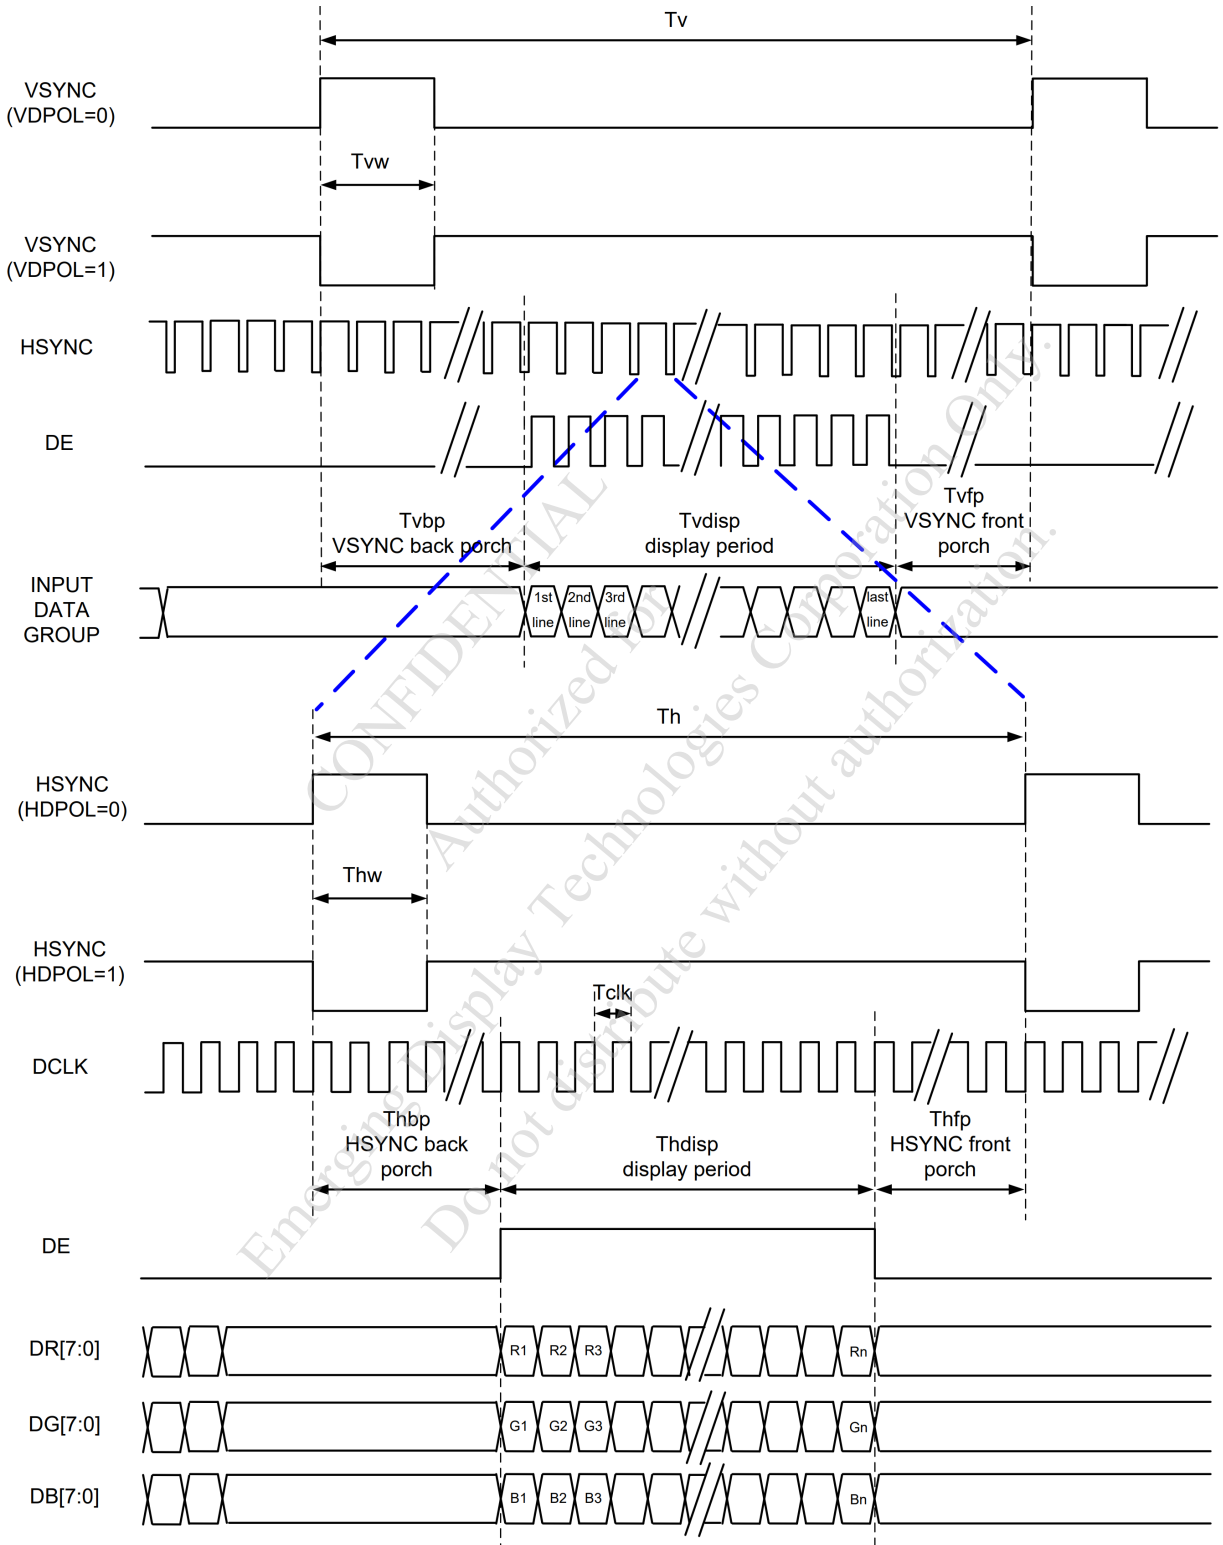 Tv
VSYNC
(VDPOL=0)
Tvw
VSYNC
(VDPOL=1)
HSYNC
DE
Tvbp
VSYNC back porch
Tvdisp
display period
Tvfp
VSYNC front
porch
INPUT
DATA
GROUP
1st
line
2nd
line
3rd
line
last
line
Th
HSYNC
(HDPOL=0)
Thw
HSYNC
(HDPOL=1)
Tclk
DCLK
Thbp
HSYNC back
porch
Thdisp
display period
Thfp
HSYNC front
porch
DE
DR[7:0]
R1 R2 R3 Rn
DG[7:0]
G1 G2 G3 Gn
DB[7:0]
B1 B2 B3 Bn
CONFIDENTIAL
Authorized for
Emerging Display Technologies Corporation Only.
Do not distribute without authorization.